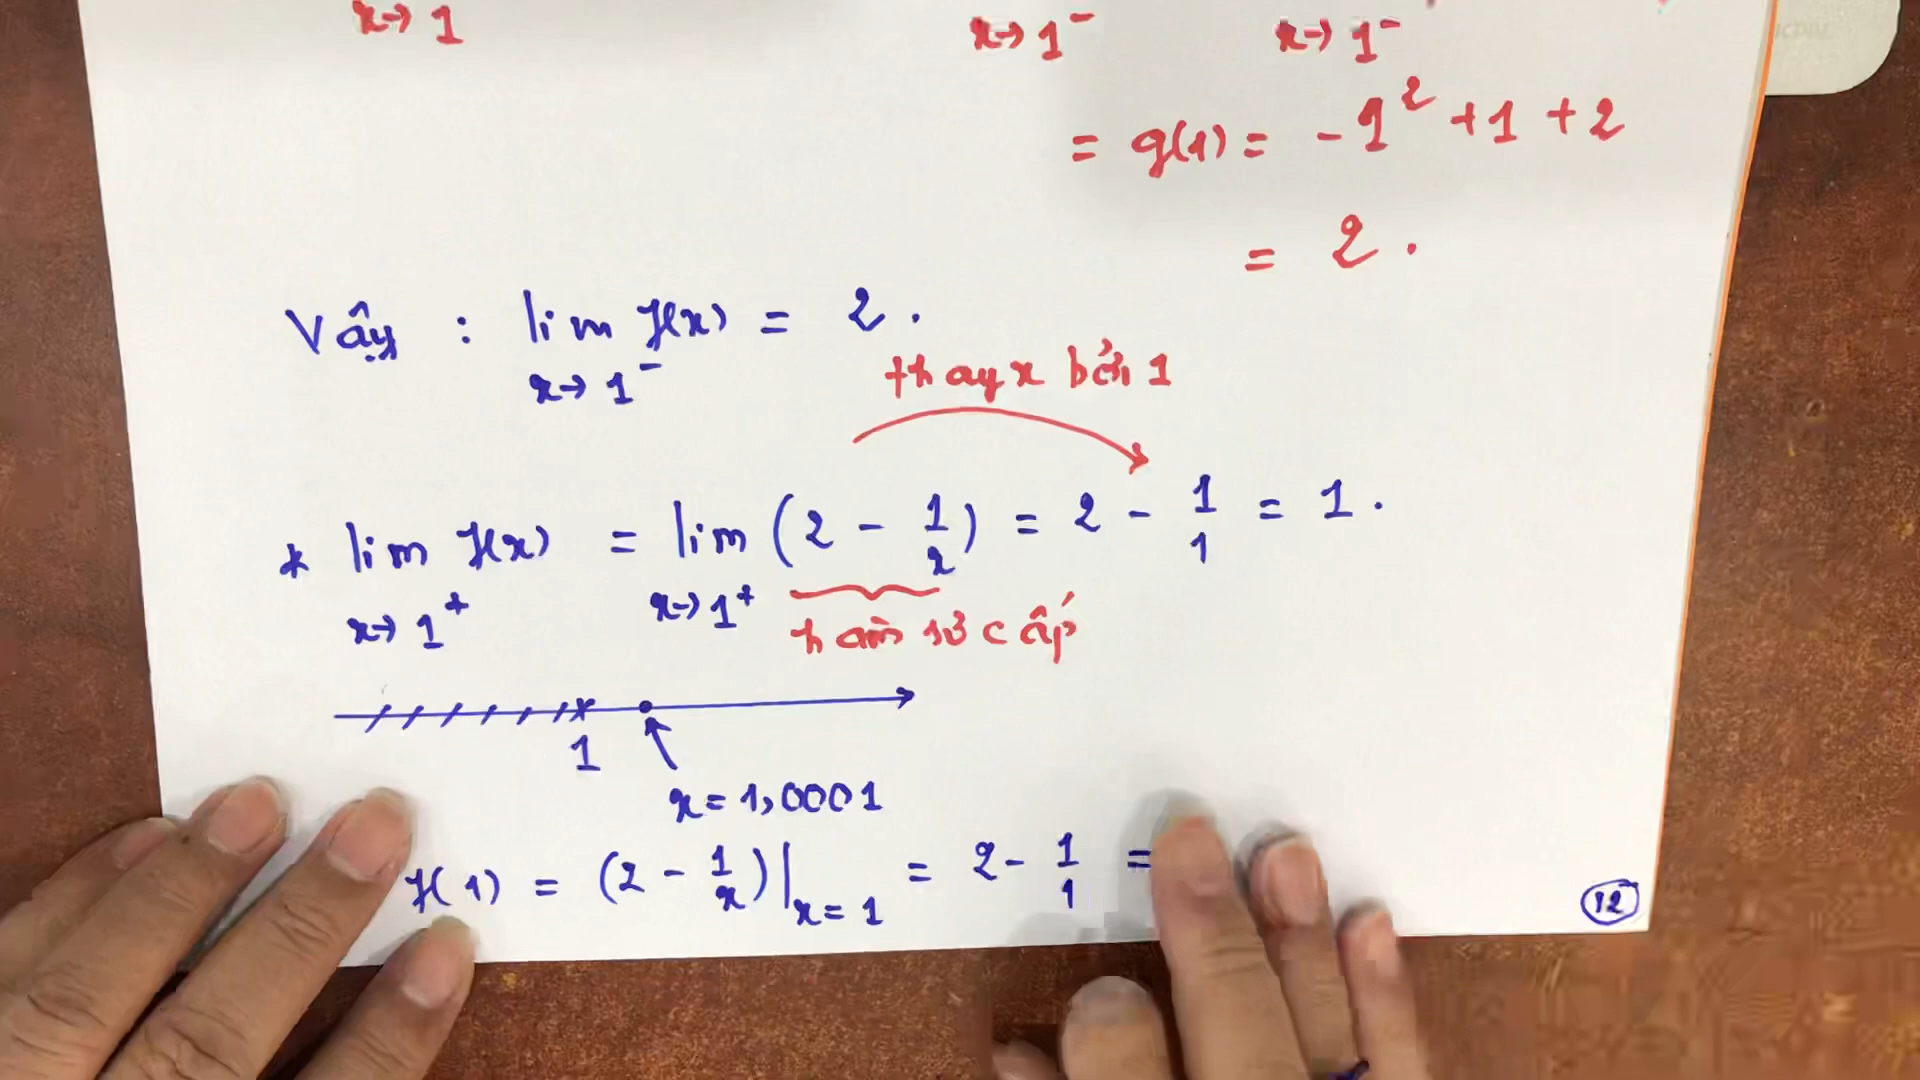 x→1 x→1⁻ x→1⁻
= g(1) = -1² +1 +2
= 2.
Vậy : lim f(x) = 2.
x→1⁻
thay x bởi 1
* lim f(x) = lim (2 - 1/x) = 2 - 1/1 = 1.
x→1⁺ x→1⁺
hàm sơ cấp
1
x = 1,0001
f(1) = (2 - 1/x)|x=1 = 2 - 1/1 =
12